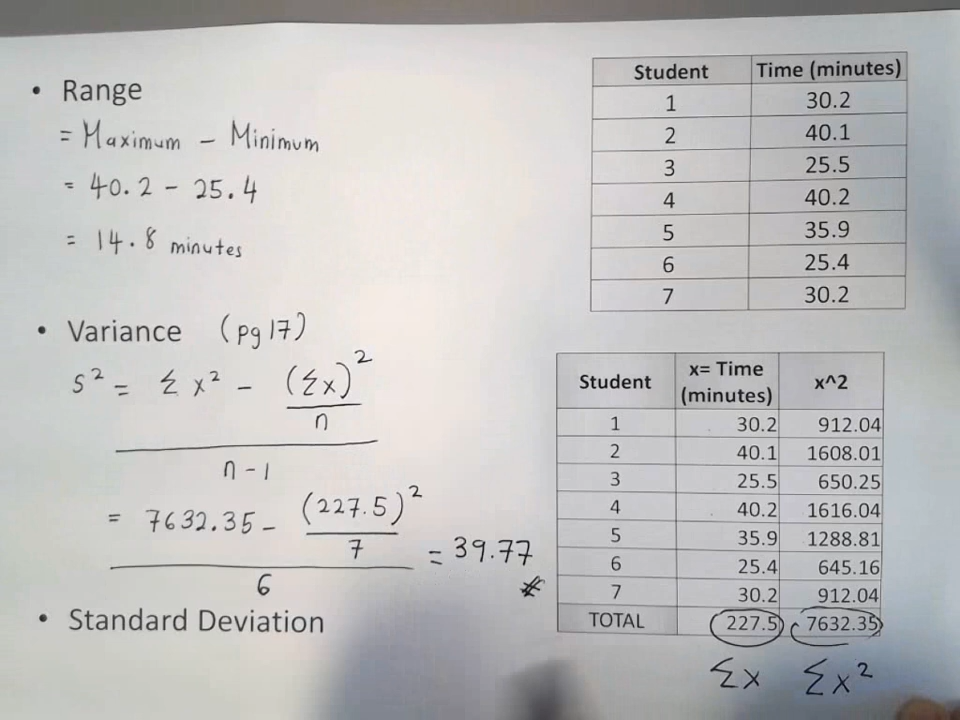 • Range
= Maximum - Minimum
= 40.2 - 25.4
= 14.8 minutes
• Variance (pg 17)
s² = Σx² - (Σx)²
n
n - 1
= 7632.35 - (227.5)²
7
= 39.77
6
• Standard Deviation
Student Time (minutes)
1 30.2
2 40.1
3 25.5
4 40.2
5 35.9
6 25.4
7 30.2
Student x= Time (minutes) x^2
1 30.2 912.04
2 40.1 1608.01
3 25.5 650.25
4 40.2 1616.04
5 35.9 1288.81
6 25.4 645.16
7 30.2 912.04
TOTAL 227.5 7632.35
Σx Σx²